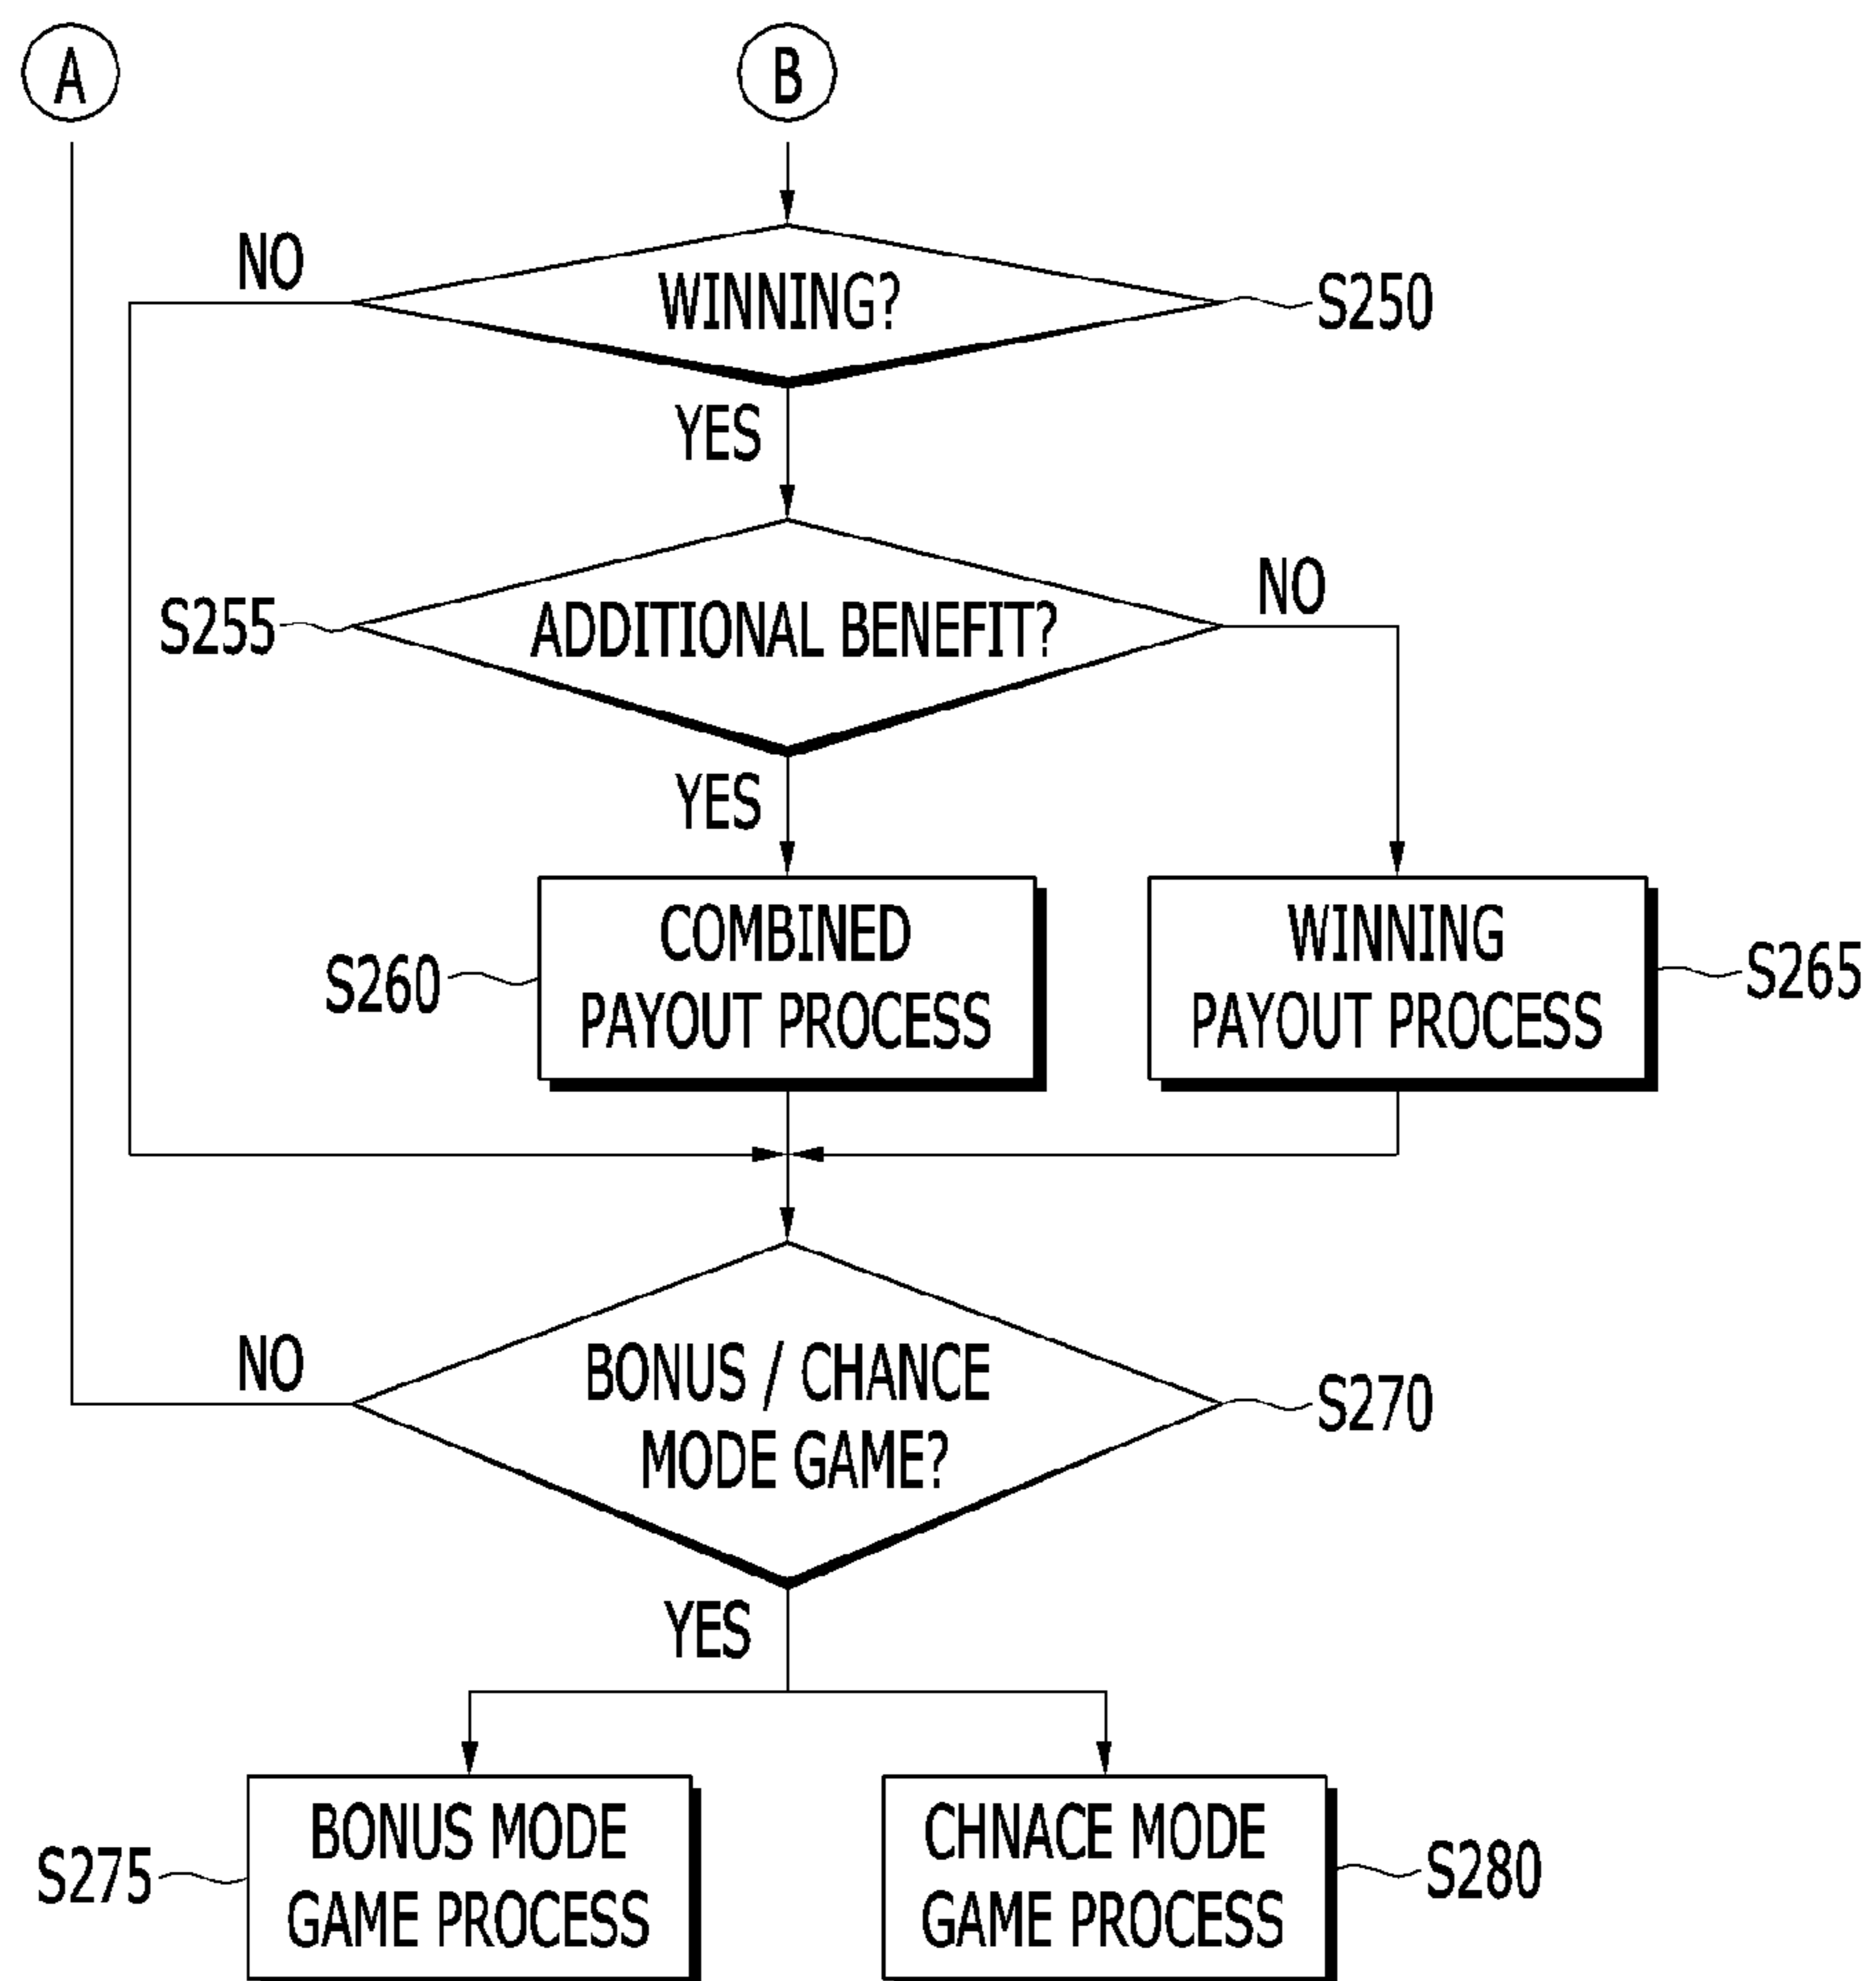 A
B
NO
WINNING?
S250
YES
S255
ADDITIONAL BENEFIT?
NO
YES
S260
COMBINED
PAYOUT PROCESS
WINNING
PAYOUT PROCESS
S265
NO
BONUS / CHANCE
MODE GAME?
S270
YES
S275
BONUS MODE
GAME PROCESS
CHNACE MODE
GAME PROCESS
S280